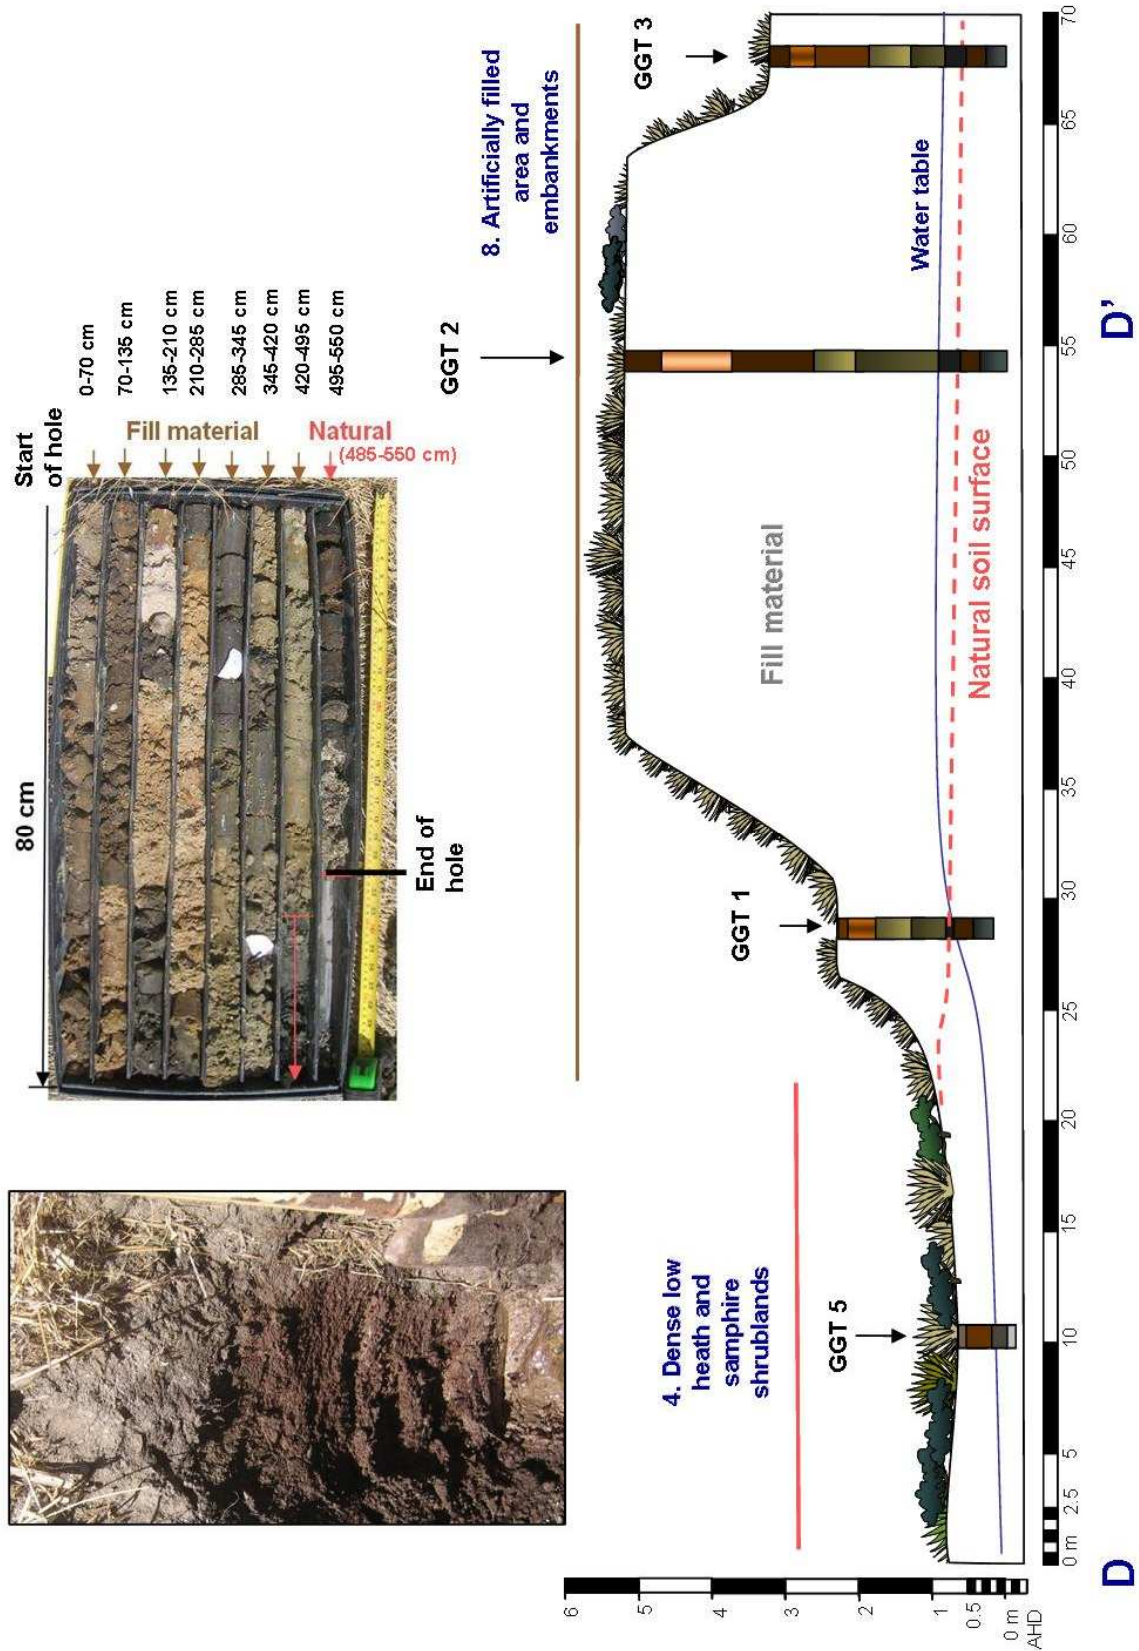 80 cm
Start
of hole
0-70 cm
70-135 cm
135-210 cm
210-285 cm
285-345 cm
345-420 cm
420-495 cm
495-550 cm
Fill material
Natural
(485-550 cm)
End of
hole
4. Dense low
heath and
samphire
shrublands
8. Artificially filled
area and
embankments
GGT 5
GGT 1
GGT 2
GGT 3
Fill material
Natural soil surface
Water table
6
5
4
3
2
1
0.5
0 m
AHD
0 m
2.5
5
10
15
20
25
30
35
40
45
50
55
60
65
70
D
D'